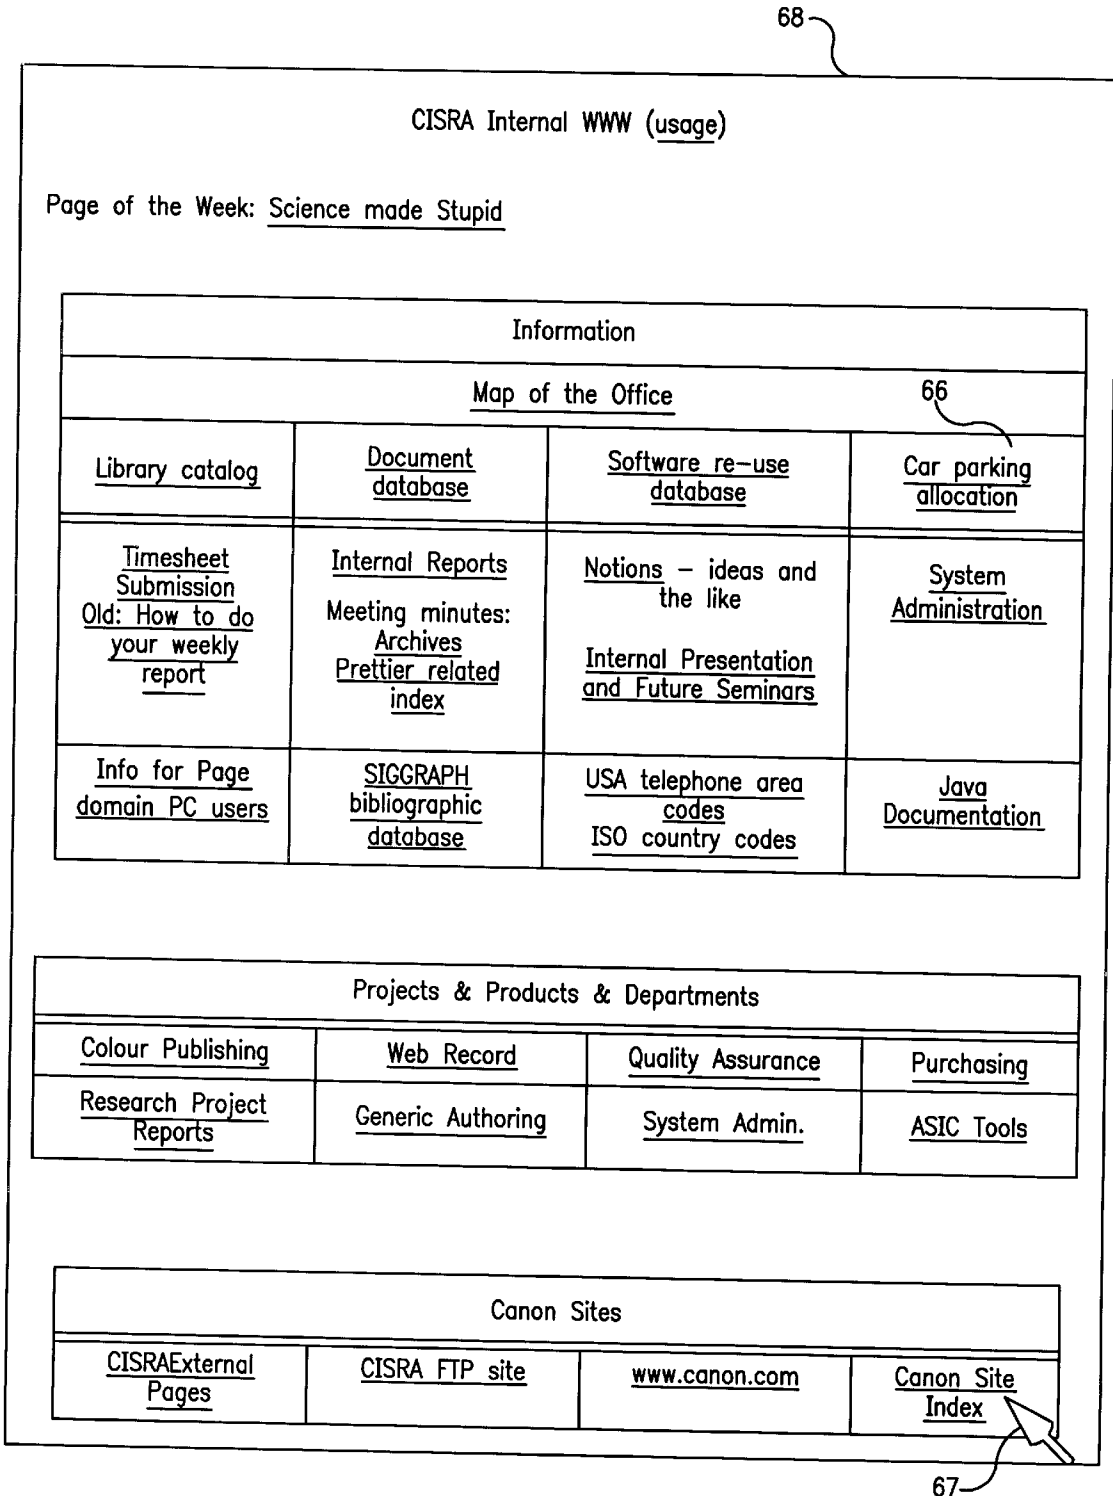 68
CISRA Internal WWW (usage)
Page of the Week: Science made Stupid
Information
Map of the Office
66
Library catalog
Document
database
Software re-use
database
Car parking
allocation
Timesheet
Submission
Old: How to do
your weekly
report
Internal Reports
Meeting minutes:
Archives
Prettier related
index
Notions - ideas and
the like
Internal Presentation
and Future Seminars
System
Administration
Info for Page
domain PC users
SIGGRAPH
bibliographic
database
USA telephone area
codes
ISO country codes
Java
Documentation
Projects & Products & Departments
Colour Publishing
Web Record
Quality Assurance
Purchasing
Research Project
Reports
Generic Authoring
System Admin.
ASIC Tools
Canon Sites
CISRAExternal
Pages
CISRA FTP site
www.canon.com
Canon Site
Index
67